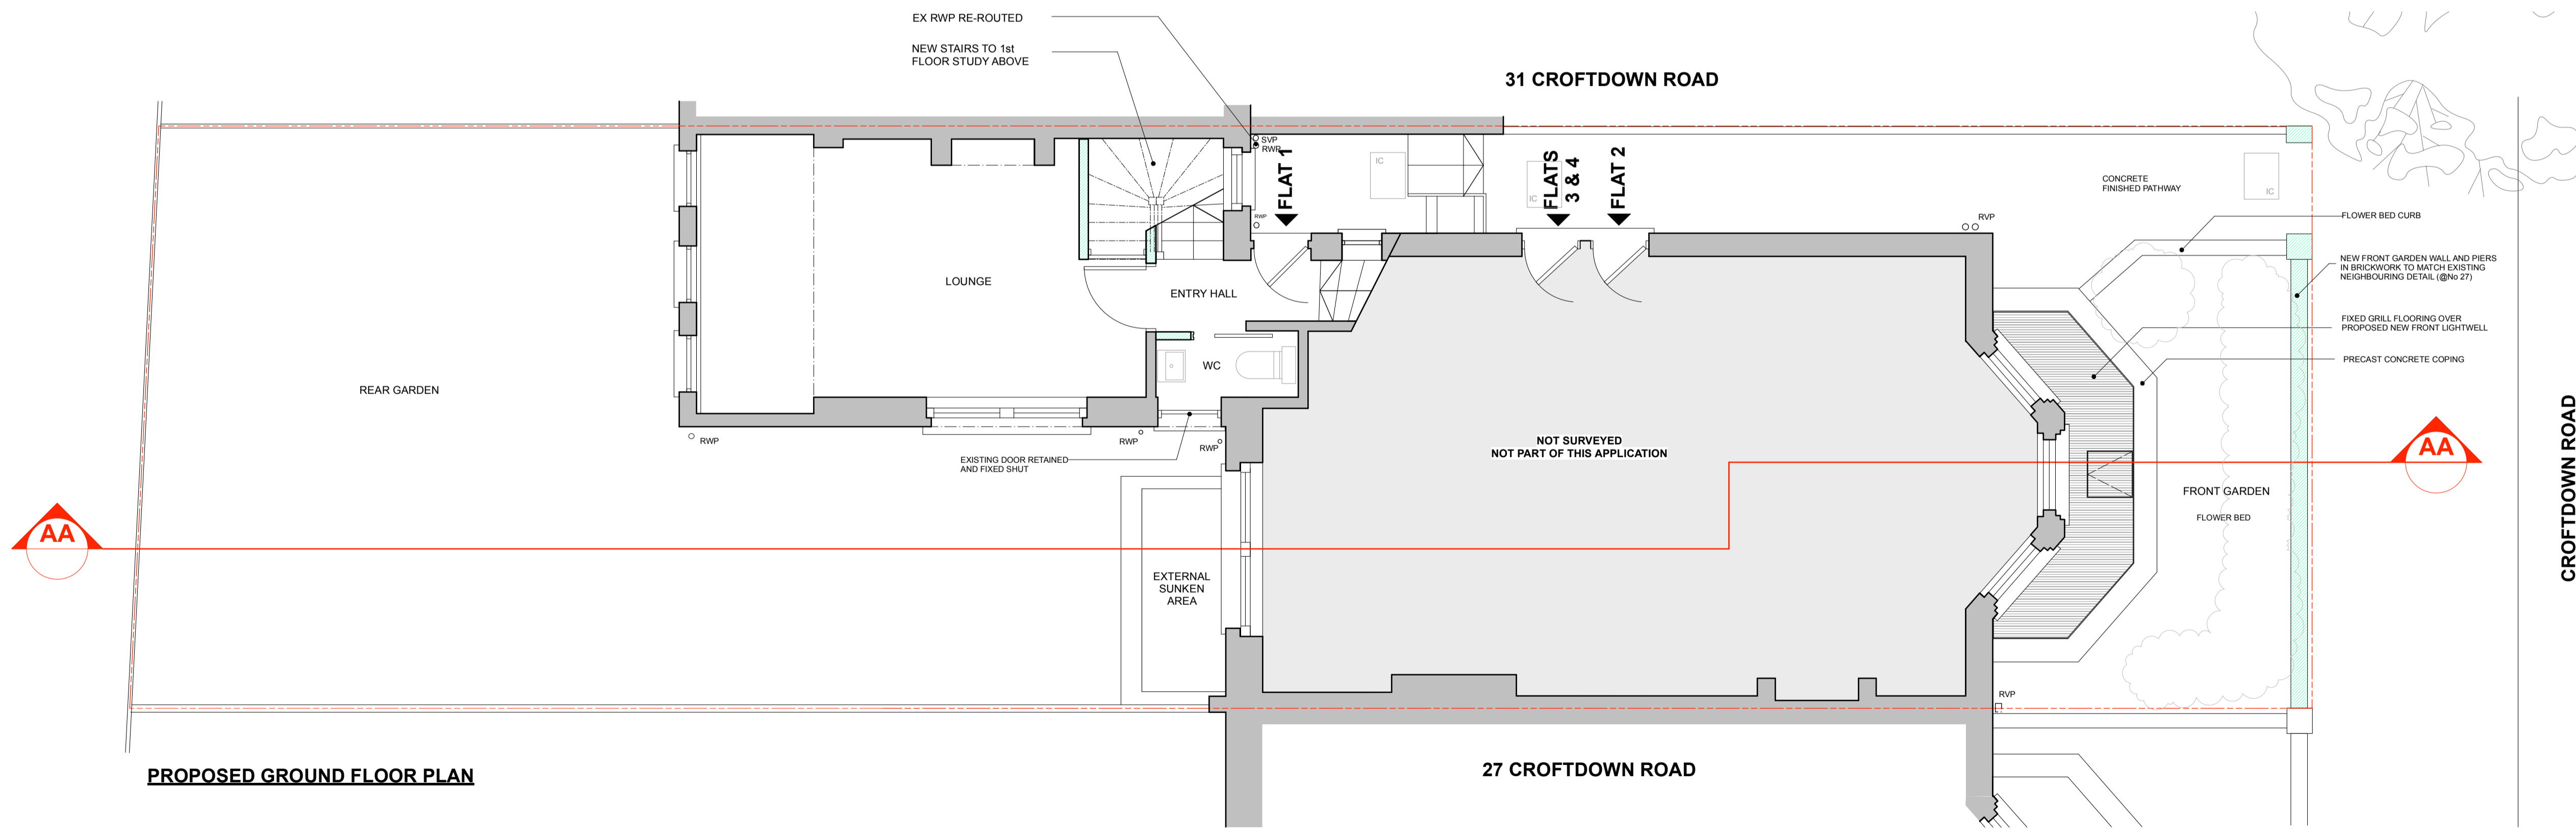 EX RWP RE-ROUTED
NEW STAIRS TO 1st
FLOOR STUDY ABOVE
31 CROFTDOWN ROAD
SVP
RWP
FLAT 1
IC
IC
FLATS
3 & 4
FLAT 2
CONCRETE
FINISHED PATHWAY
IC
RWP
RVP
FLOWER BED CURB
NEW FRONT GARDEN WALL AND PIERS
IN BRICKWORK TO MATCH EXISTING
NEIGHBOURING DETAIL (@No 27)
LOUNGE
ENTRY HALL
FIXED GRILL FLOORING OVER
PROPOSED NEW FRONT LIGHTWELL
PRECAST CONCRETE COPING
WC
REAR GARDEN
RWP
RWP
RWP
EXISTING DOOR RETAINED
AND FIXED SHUT
NOT SURVEYED
NOT PART OF THIS APPLICATION
AA
AA
FRONT GARDEN
FLOWER BED
CROFTDOWN ROAD
EXTERNAL
SUNKEN
AREA
RVP
PROPOSED GROUND FLOOR PLAN
27 CROFTDOWN ROAD